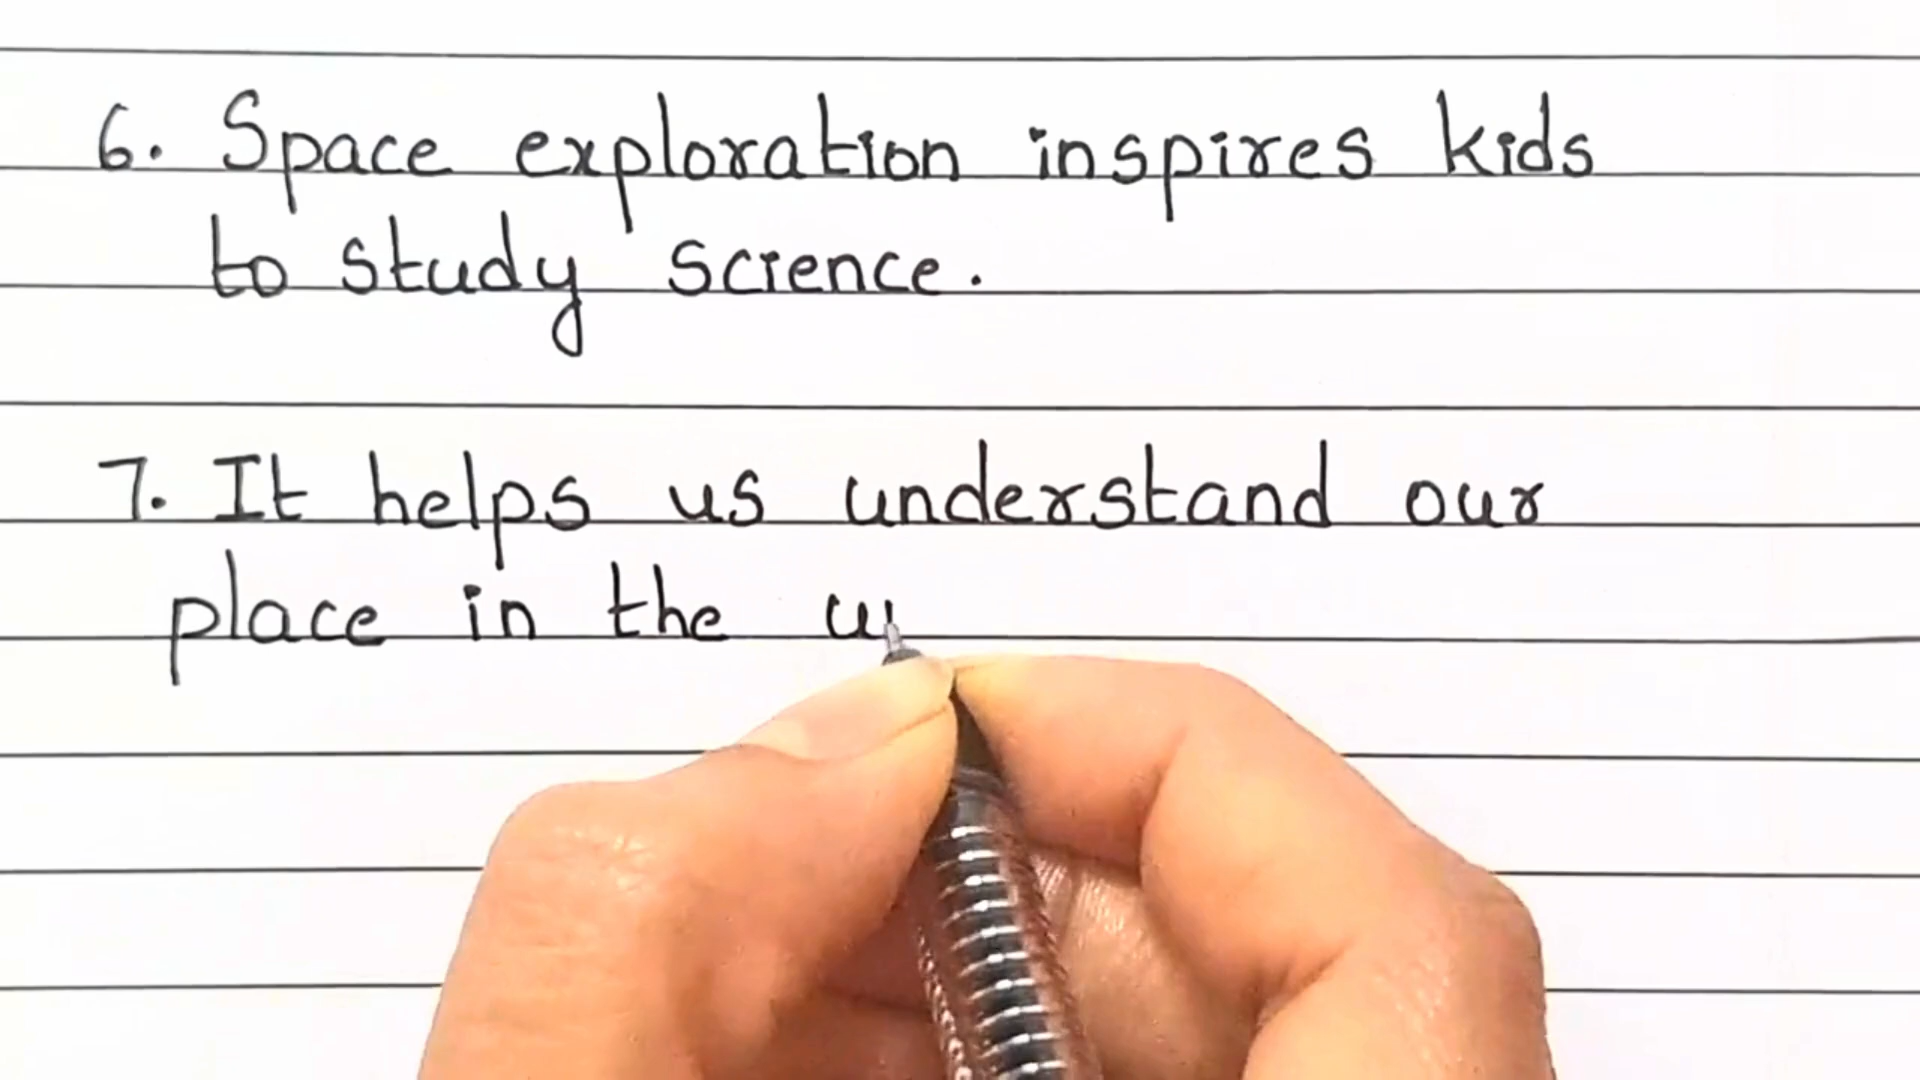 6. Space exploration inspires kids
to study science.
7. It helps us understand our
place in the u